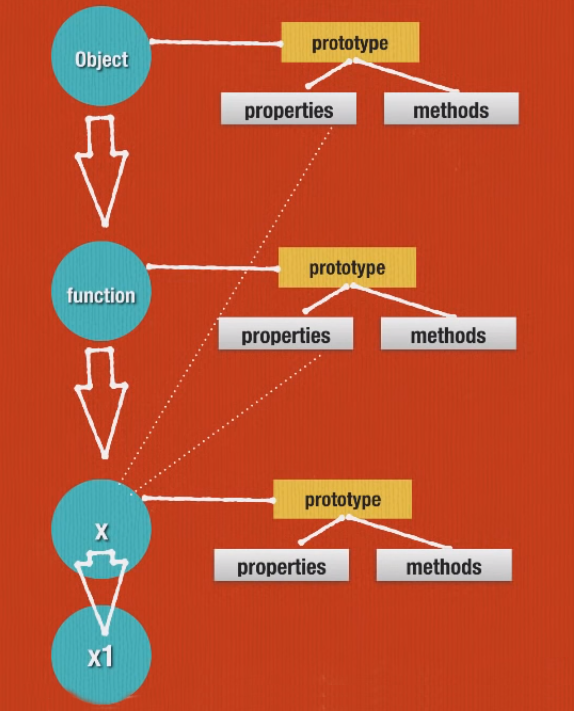 Object
prototype
properties
methods
function
prototype
properties
methods
x
prototype
properties
methods
x1